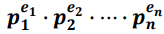 p₁^{e₁} · p₂^{e₂} · ⋯ · pₙ^{eₙ}